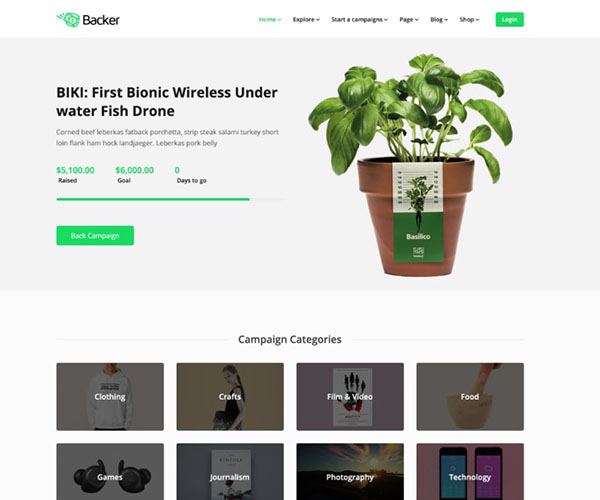 Backer
Home Explore Start a campaigns Page Blog Shop Login
BIKI: First Bionic Wireless Under
water Fish Drone
Corned beef leberkas fatback porchetta, strip steak salami turkey short
loin flank ham hock landjaeger. Leberkas pork belly
$5,100.00 $6,000.00 0
Raised Goal Days to go
Back Campaign
Basilico
Campaign Categories
Clothing Crafts Film & Video Food
Games Journalism Photography Technology